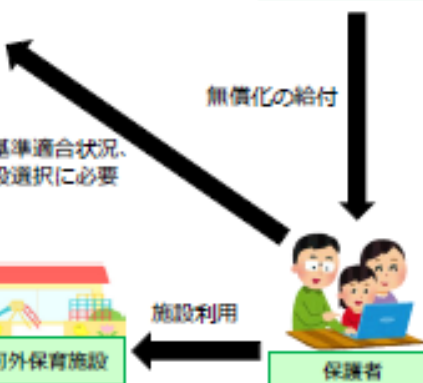 無償化の給付
基準適合状況、
設選択に必要
施設利用
可外保育施設
保護者